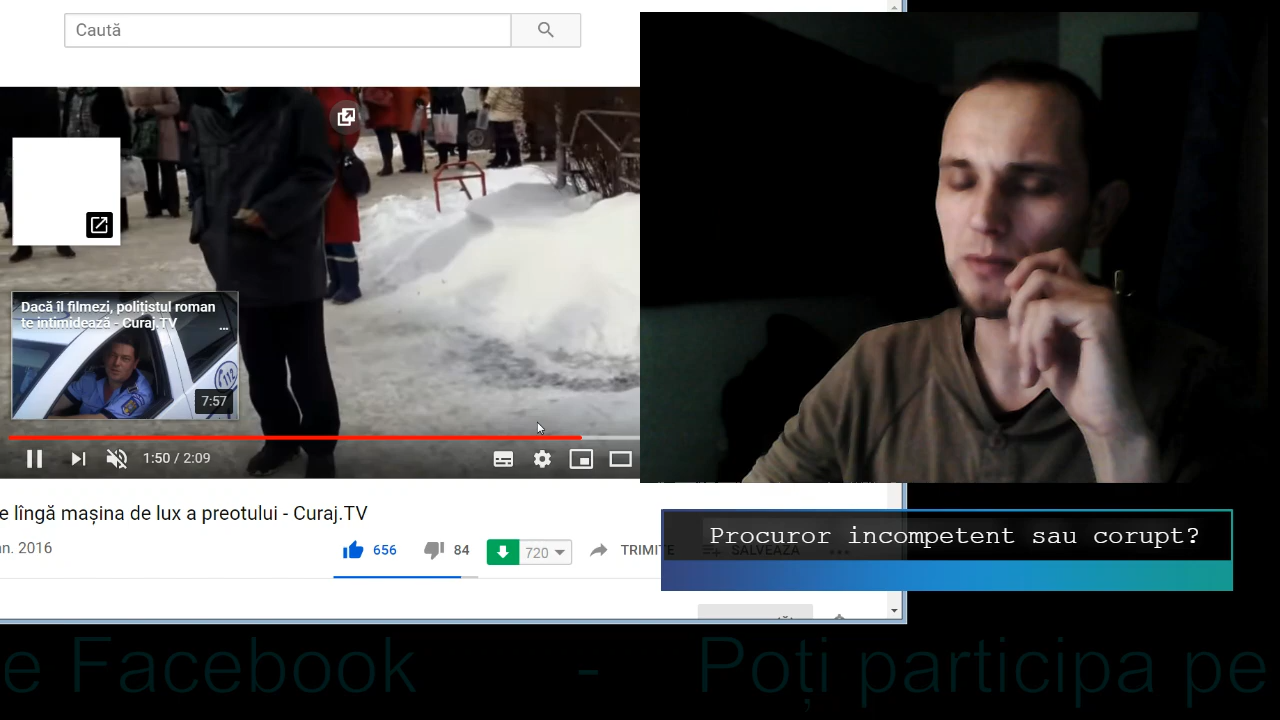 Caută
Dacă îl filmezi, polițistul roman
te intimidează - Curaj.TV
...
112
7:57
1:50 / 2:09
e lîngă mașina de lux a preotului - Curaj.TV
n. 2016
656
84
720
TRIMITE
SALVEAZĂ
Procuror incompetent sau corupt?
e Facebook - Poți participa pe